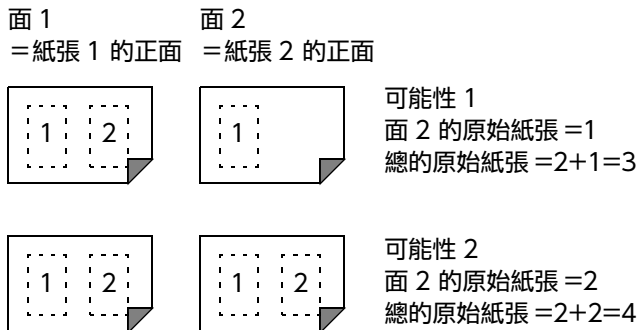 面 1
＝紙張 1 的正面
面 2
＝紙張 2 的正面
1 2
1
可能性 1
面 2 的原始紙張 =1
總的原始紙張 =2+1=3
1 2
1 2
可能性 2
面 2 的原始紙張 =2
總的原始紙張 =2+2=4